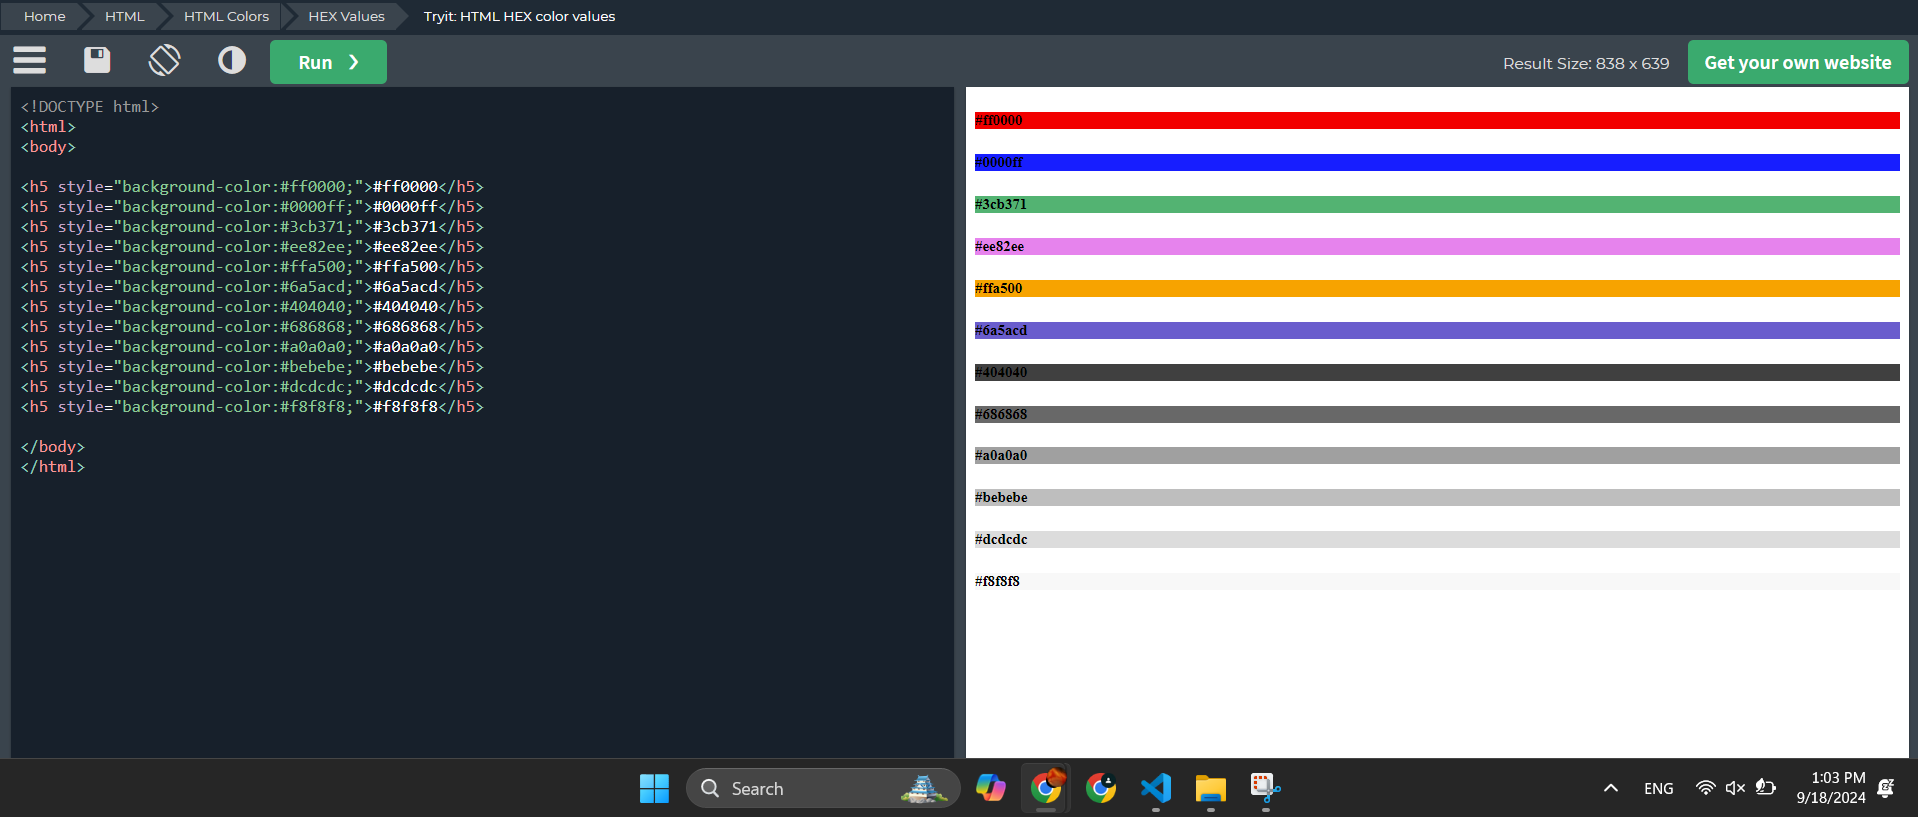 Home HTML HTML Colors HEX Values Tryit: HTML HEX color values
Run ❯ Result Size: 838 x 639 Get your own website
<!DOCTYPE html>
<html>
<body>
<h5 style="background-color:#ff0000;">#ff0000</h5>
<h5 style="background-color:#0000ff;">#0000ff</h5>
<h5 style="background-color:#3cb371;">#3cb371</h5>
<h5 style="background-color:#ee82ee;">#ee82ee</h5>
<h5 style="background-color:#ffa500;">#ffa500</h5>
<h5 style="background-color:#6a5acd;">#6a5acd</h5>
<h5 style="background-color:#404040;">#404040</h5>
<h5 style="background-color:#686868;">#686868</h5>
<h5 style="background-color:#a0a0a0;">#a0a0a0</h5>
<h5 style="background-color:#bebebe;">#bebebe</h5>
<h5 style="background-color:#dcdcdc;">#dcdcdc</h5>
<h5 style="background-color:#f8f8f8;">#f8f8f8</h5>
</body>
</html>
#ff0000
#0000ff
#3cb371
#ee82ee
#ffa500
#6a5acd
#404040
#686868
#a0a0a0
#bebebe
#dcdcdc
#f8f8f8
Search
ENG
1:03 PM
9/18/2024